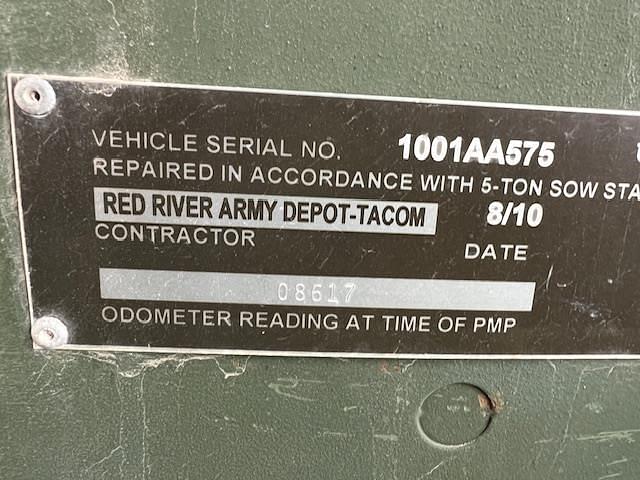 VEHICLE SERIAL NO. 1001AA575
REPAIRED IN ACCORDANCE WITH 5-TON SOW STA
RED RIVER ARMY DEPOT-TACOM 8/10
CONTRACTOR DATE
08617
ODOMETER READING AT TIME OF PMP